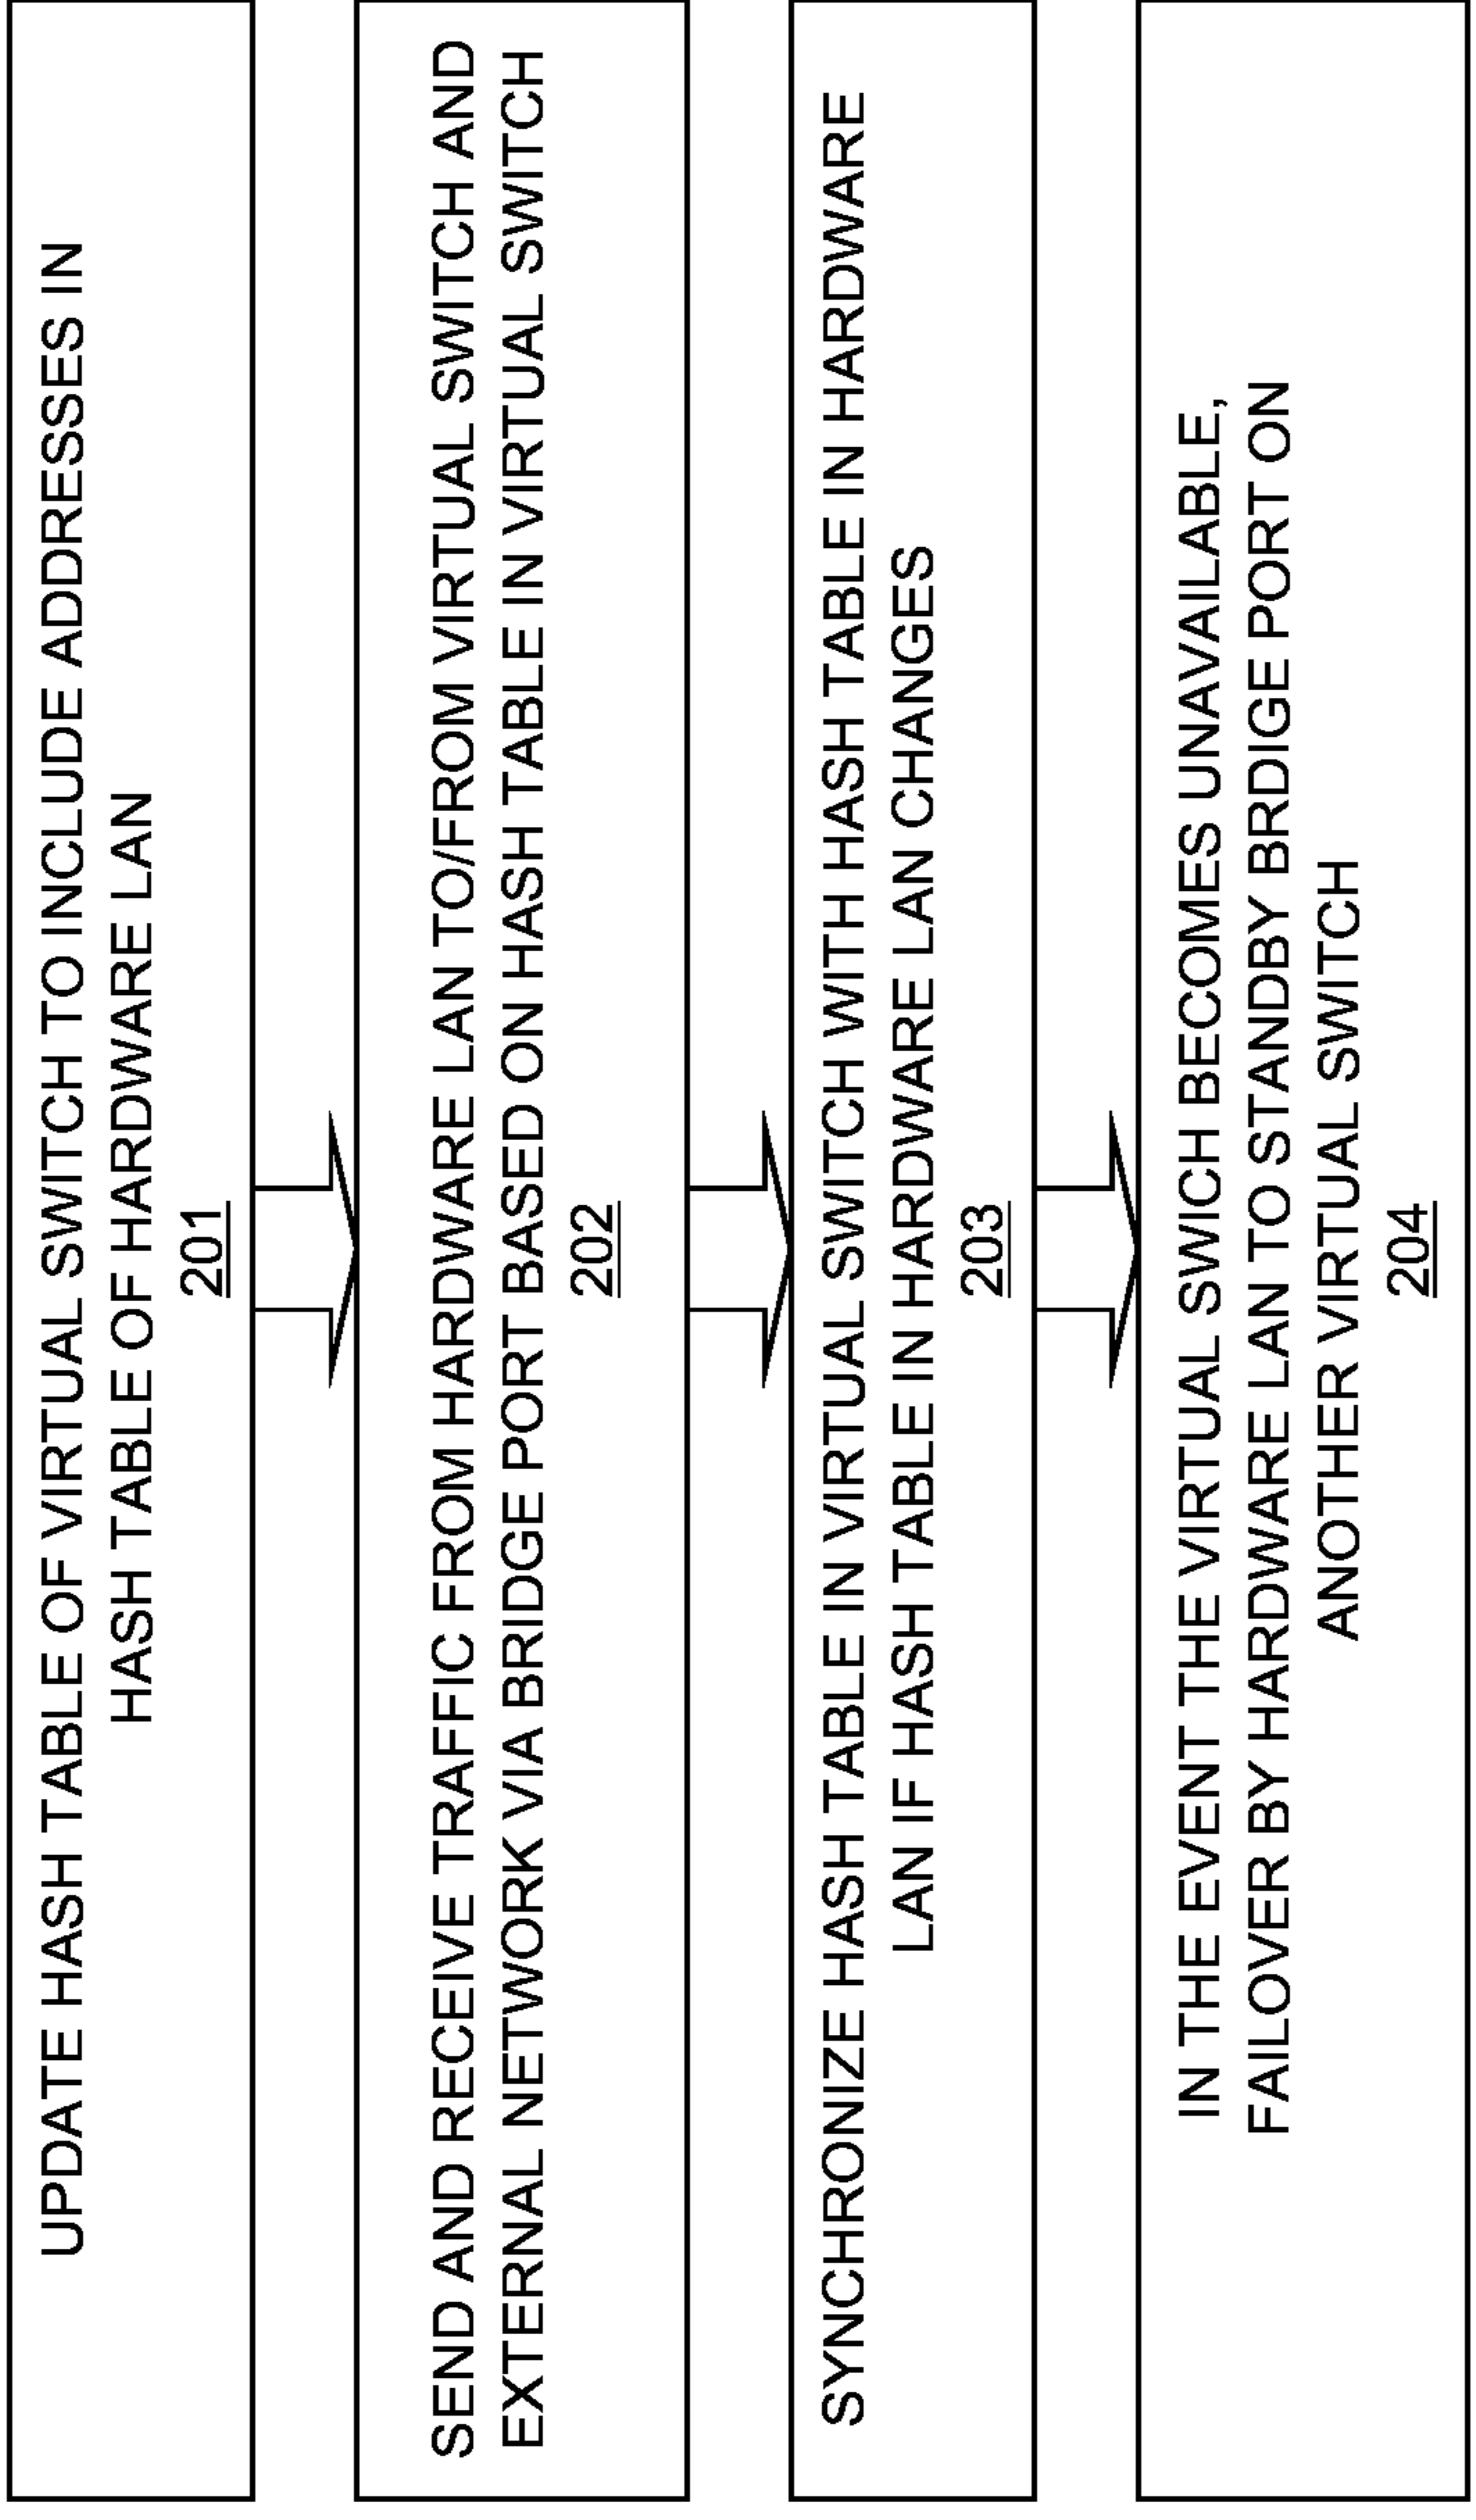 UPDATE HASH TABLE OF VIRTUAL SWITCH TO INCLUDE ADDRESSES IN
HASH TABLE OF HARDWARE LAN
201
SEND AND RECEIVE TRAFFIC FROM HARDWARE LAN TO/FROM VIRTUAL SWITCH AND
EXTERNAL NETWORK VIA BRIDGE PORT BASED ON HASH TABLE IN VIRTUAL SWITCH
202
SYNCHRONIZE HASH TABLE IN VIRTUAL SWITCH WITH HASH TABLE IN HARDWARE
LAN IF HASH TABLE IN HARDWARE LAN CHANGES
203
IN THE EVENT THE VIRTUAL SWICH BECOMES UNAVAILABLE,
FAILOVER BY HARDWARE LAN TO STANDBY BRDIGE PORT ON
ANOTHER VIRTUAL SWITCH
204